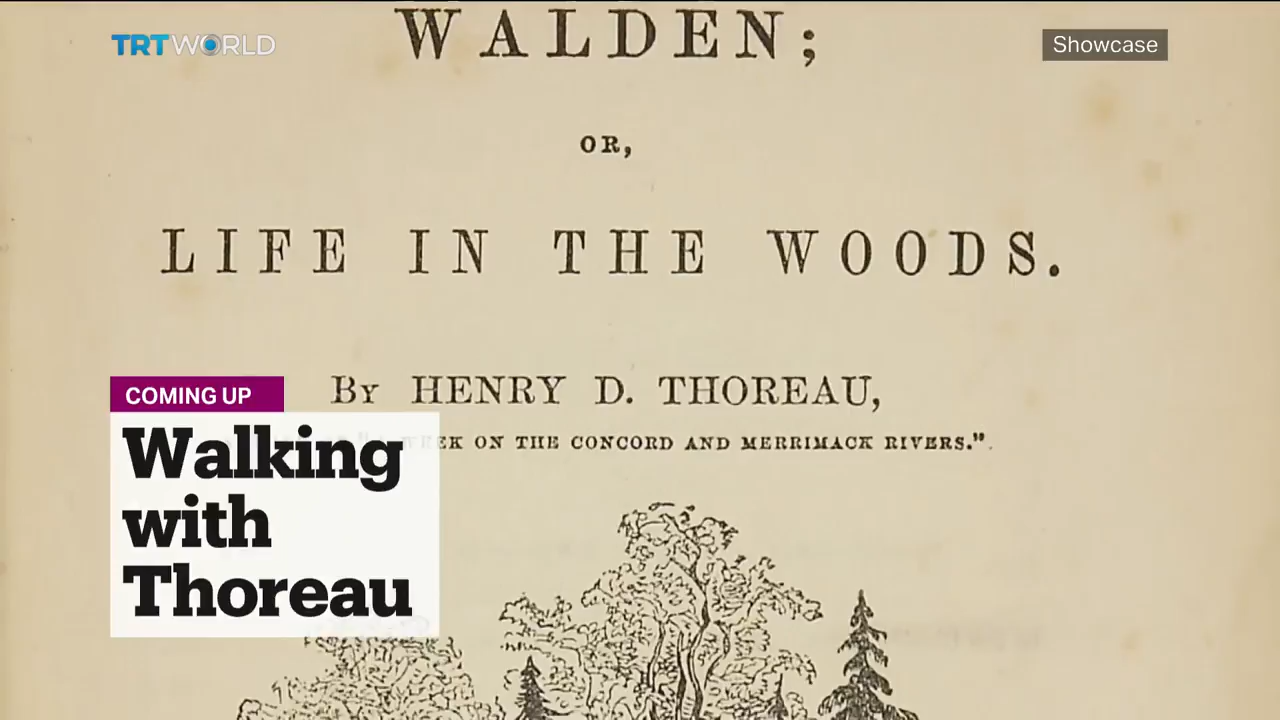 TRT WORLD
Showcase
WALDEN;
OR,
LIFE IN THE WOODS.
By HENRY D. THOREAU,
ON THE CONCORD AND MERRIMACK RIVERS."
COMING UP
Walking
with
Thoreau